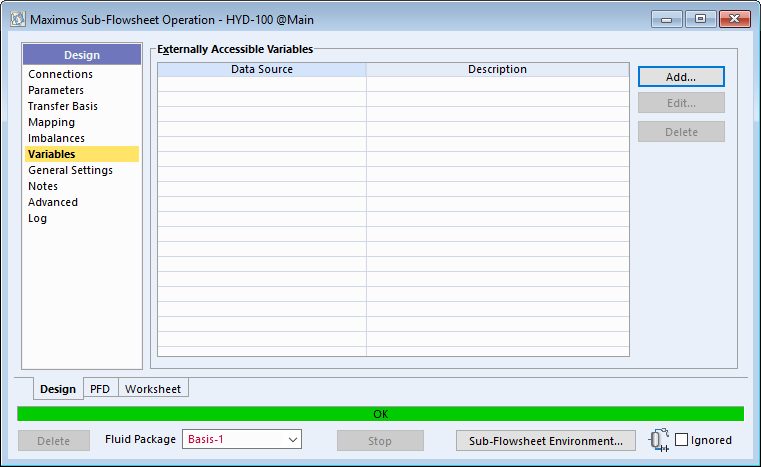 Maximus Sub-Flowsheet Operation - HYD-100 @Main
Design
Connections
Parameters
Transfer Basis
Mapping
Imbalances
Variables
General Settings
Notes
Advanced
Log
Externally Accessible Variables
Data Source Description
Add...
Edit...
Delete
Design PFD Worksheet
OK
Delete Fluid Package Basis-1 Stop Sub-Flowsheet Environment... Ignored